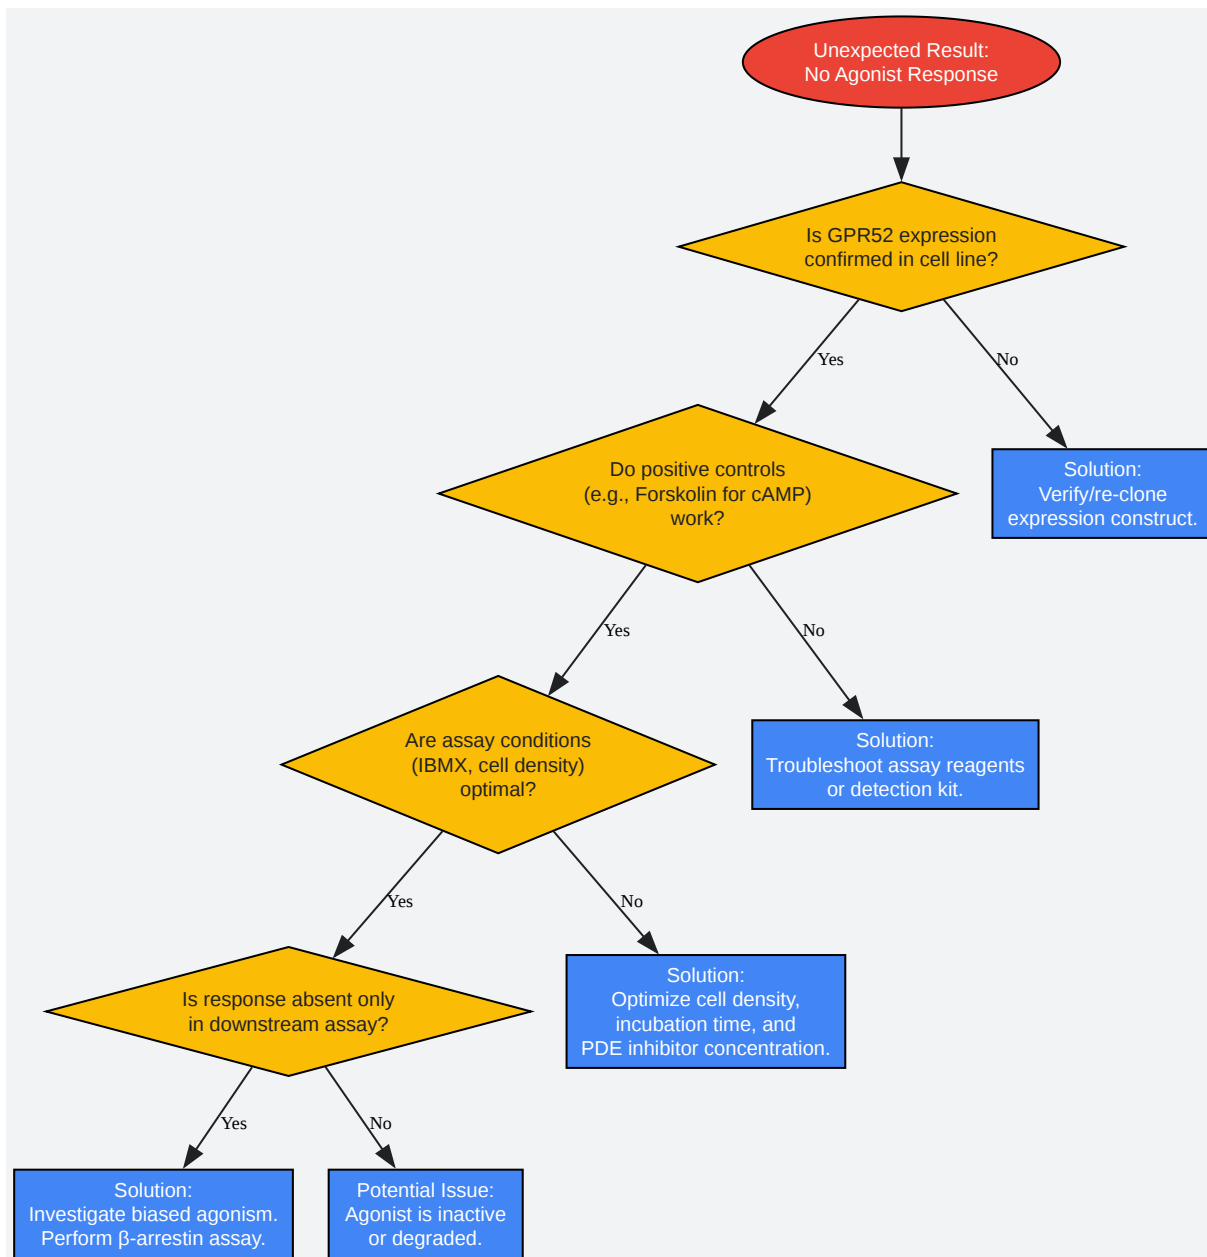 Unexpected Result:
No Agonist Response
Is GPR52 expression
confirmed in cell line?
Yes
No
Do positive controls
(e.g., Forskolin for cAMP)
work?
Solution:
Verify/re-clone
expression construct.
Yes
No
Are assay conditions
(IBMX, cell density)
optimal?
Solution:
Troubleshoot assay reagents
or detection kit.
Yes
No
Is response absent only
in downstream assay?
Solution:
Optimize cell density,
incubation time, and
PDE inhibitor concentration.
Yes
No
Solution:
Investigate biased agonism.
Perform β-arrestin assay.
Potential Issue:
Agonist is inactive
or degraded.